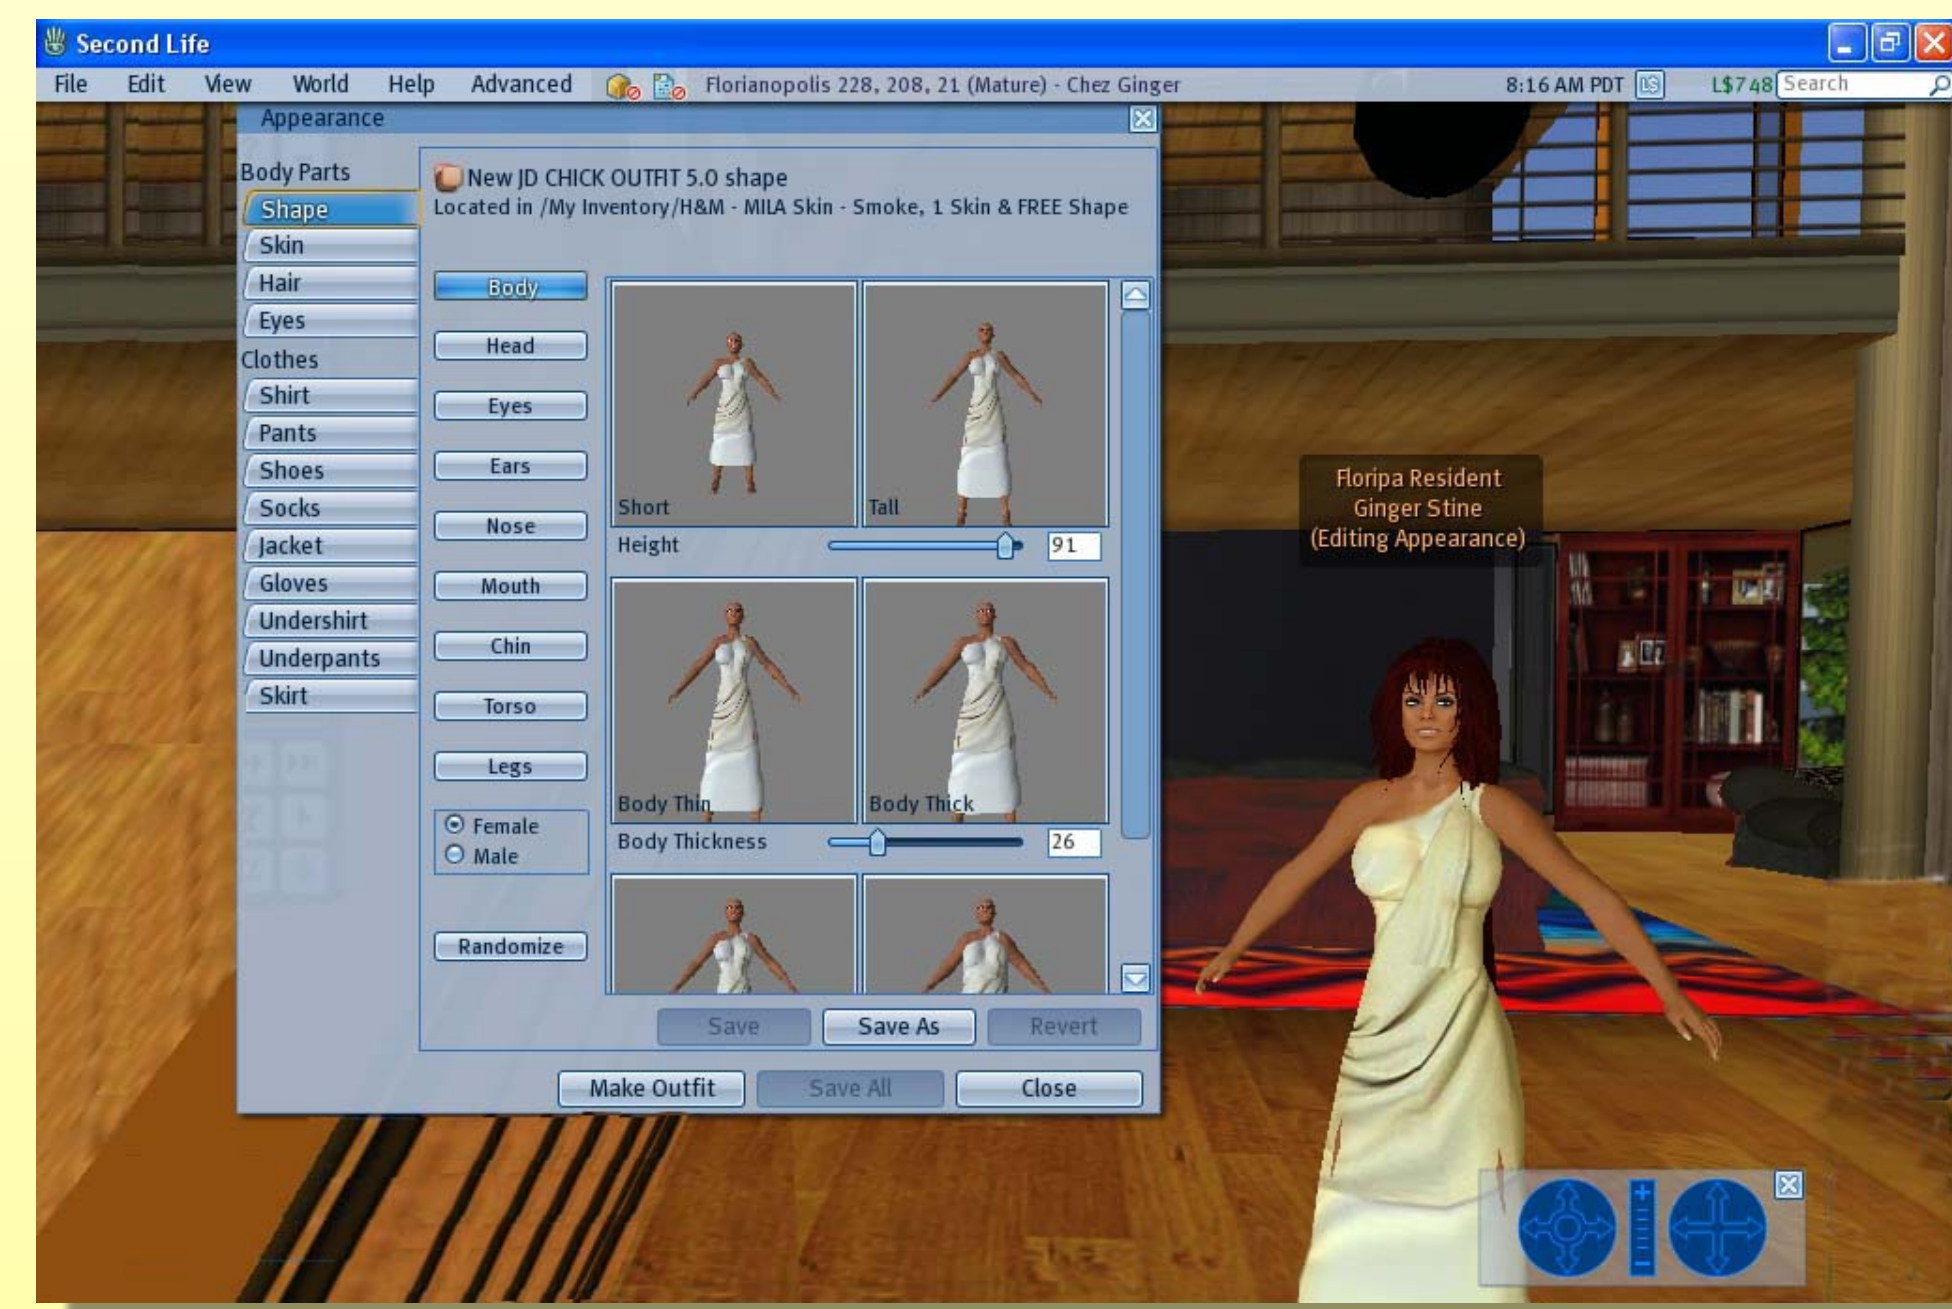 Second Life
File Edit View World Help Advanced Florianopolis 228, 208, 21 (Mature) - Chez Ginger 8:16 AM PDT L$748 Search
Appearance
Body Parts
Shape
Skin
Hair
Eyes
Clothes
Shirt
Pants
Shoes
Socks
Jacket
Gloves
Undershirt
Underpants
Skirt
New JD CHICK OUTFIT 5.0 shape
Located in /My Inventory/H&M - MILA Skin - Smoke, 1 Skin & FREE Shape
Body
Head
Eyes
Ears
Nose
Mouth
Chin
Torso
Legs
Female
Male
Randomize
Short Tall
Height 91
Body Thin Body Thick
Body Thickness 26
Save Save As Revert
Make Outfit Save All Close
Floripa Resident
Ginger Stine
(Editing Appearance)